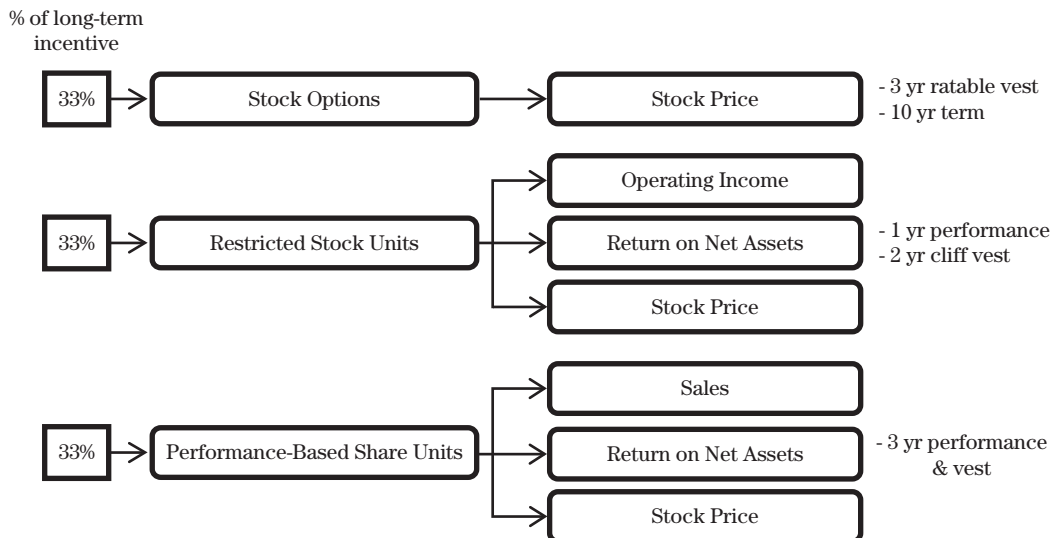 % of long-term
incentive
33%
Stock Options
Stock Price
- 3 yr ratable vest
- 10 yr term
33%
Restricted Stock Units
Operating Income
Return on Net Assets
Stock Price
- 1 yr performance
- 2 yr cliff vest
33%
Performance-Based Share Units
Sales
Return on Net Assets
Stock Price
- 3 yr performance
& vest